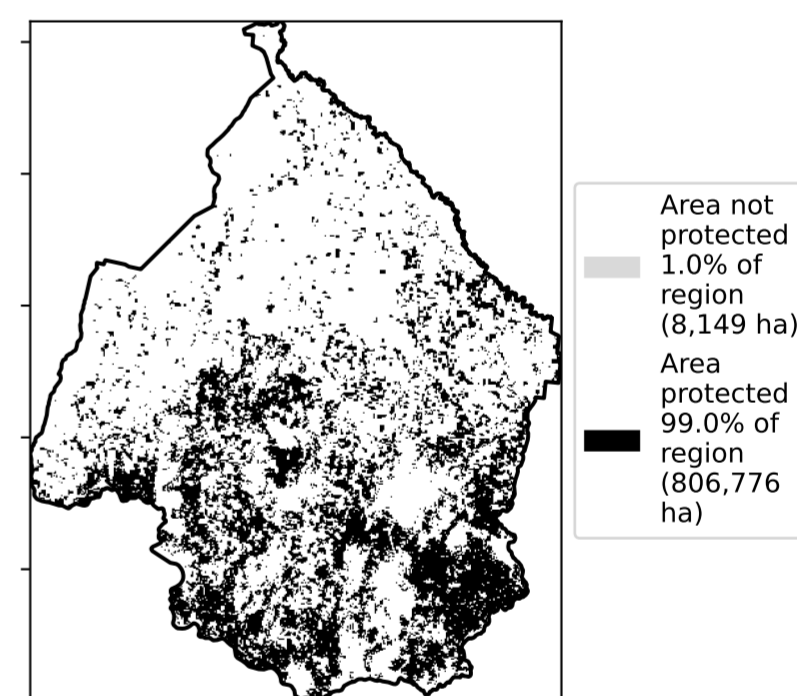 Area not
protected
1.0% of
region
(8,149 ha)
Area
protected
99.0% of
region
(806,776
ha)